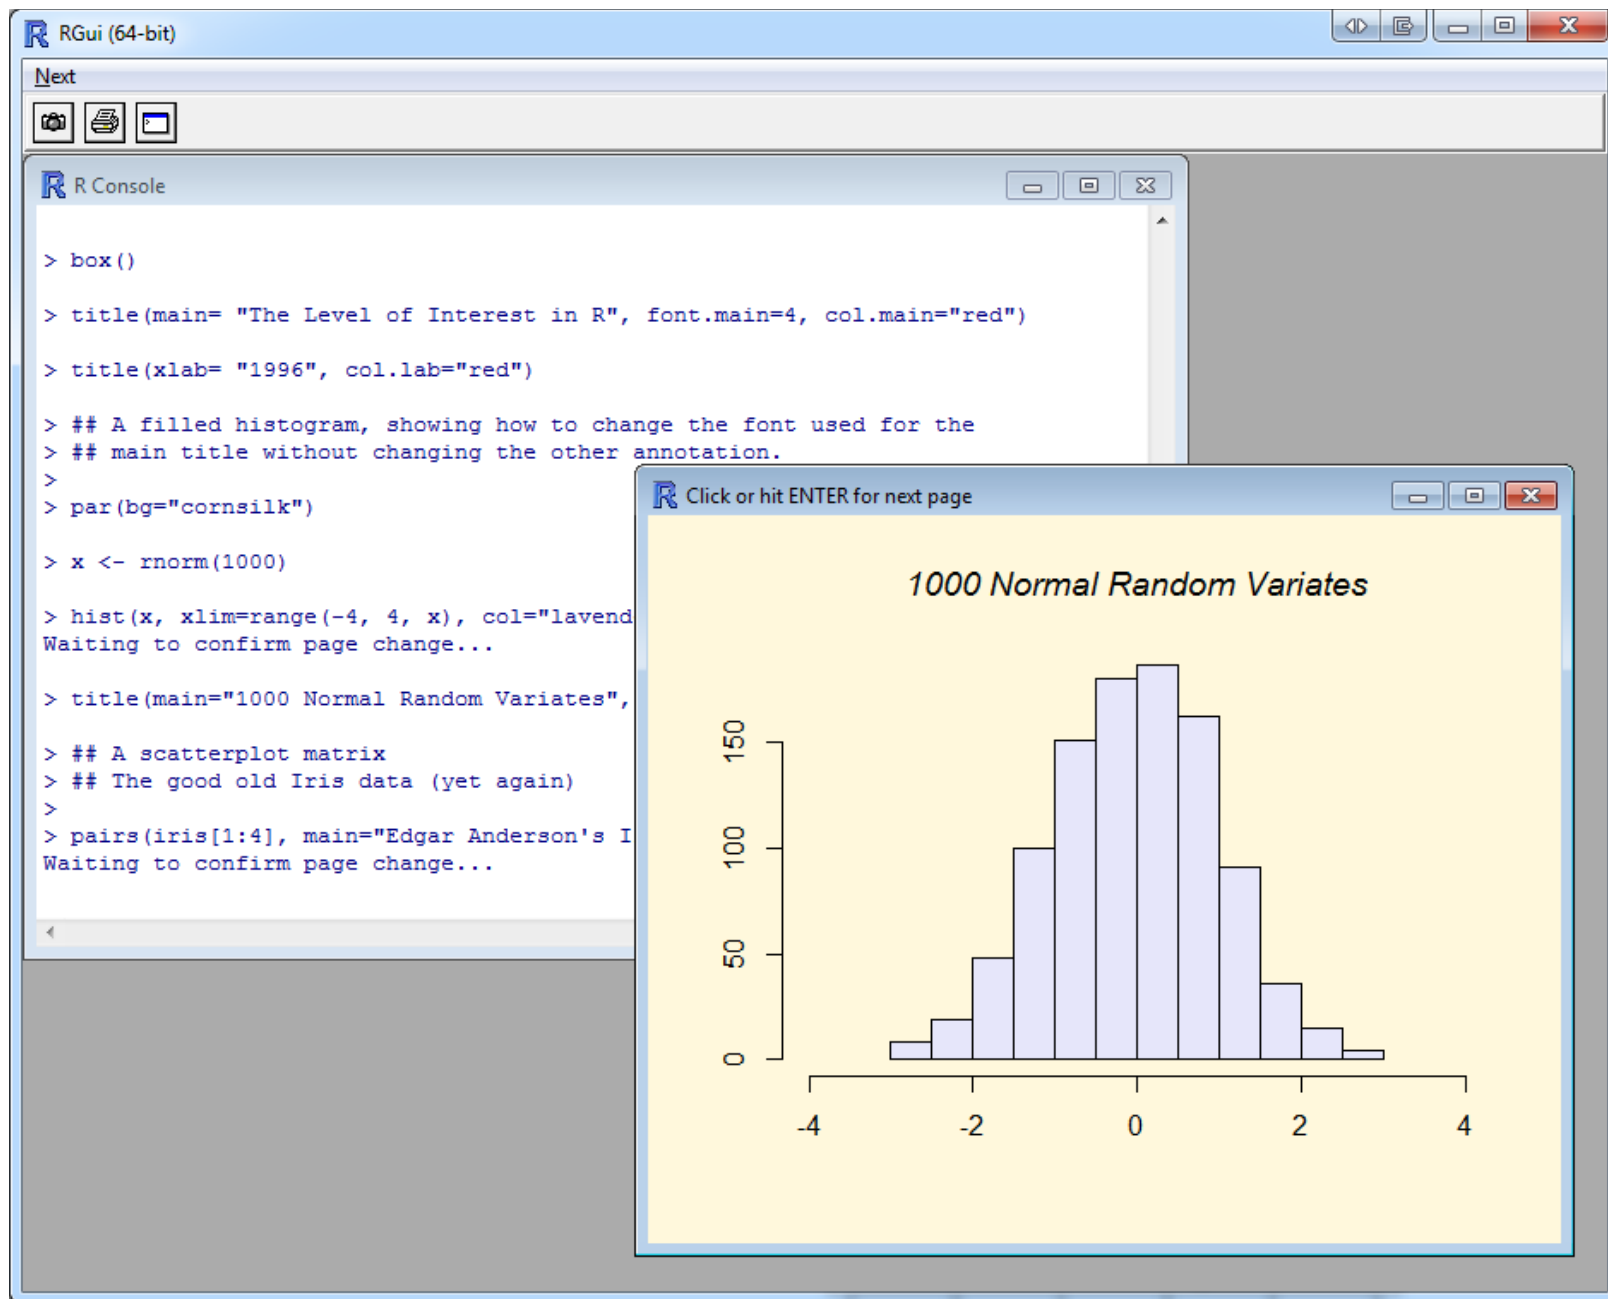 RGui (64-bit)
Next
R Console
> box()
> title(main= "The Level of Interest in R", font.main=4, col.main="red")
> title(xlab= "1996", col.lab="red")
> ## A filled histogram, showing how to change the font used for the
> ## main title without changing the other annotation.
>
> par(bg="cornsilk")
> x <- rnorm(1000)
> hist(x, xlim=range(-4, 4, x), col="lavend
Waiting to confirm page change...
> title(main="1000 Normal Random Variates",
> ## A scatterplot matrix
> ## The good old Iris data (yet again)
>
> pairs(iris[1:4], main="Edgar Anderson's I
Waiting to confirm page change...
Click or hit ENTER for next page
1000 Normal Random Variates
150
100
50
0
-4 -2 0 2 4